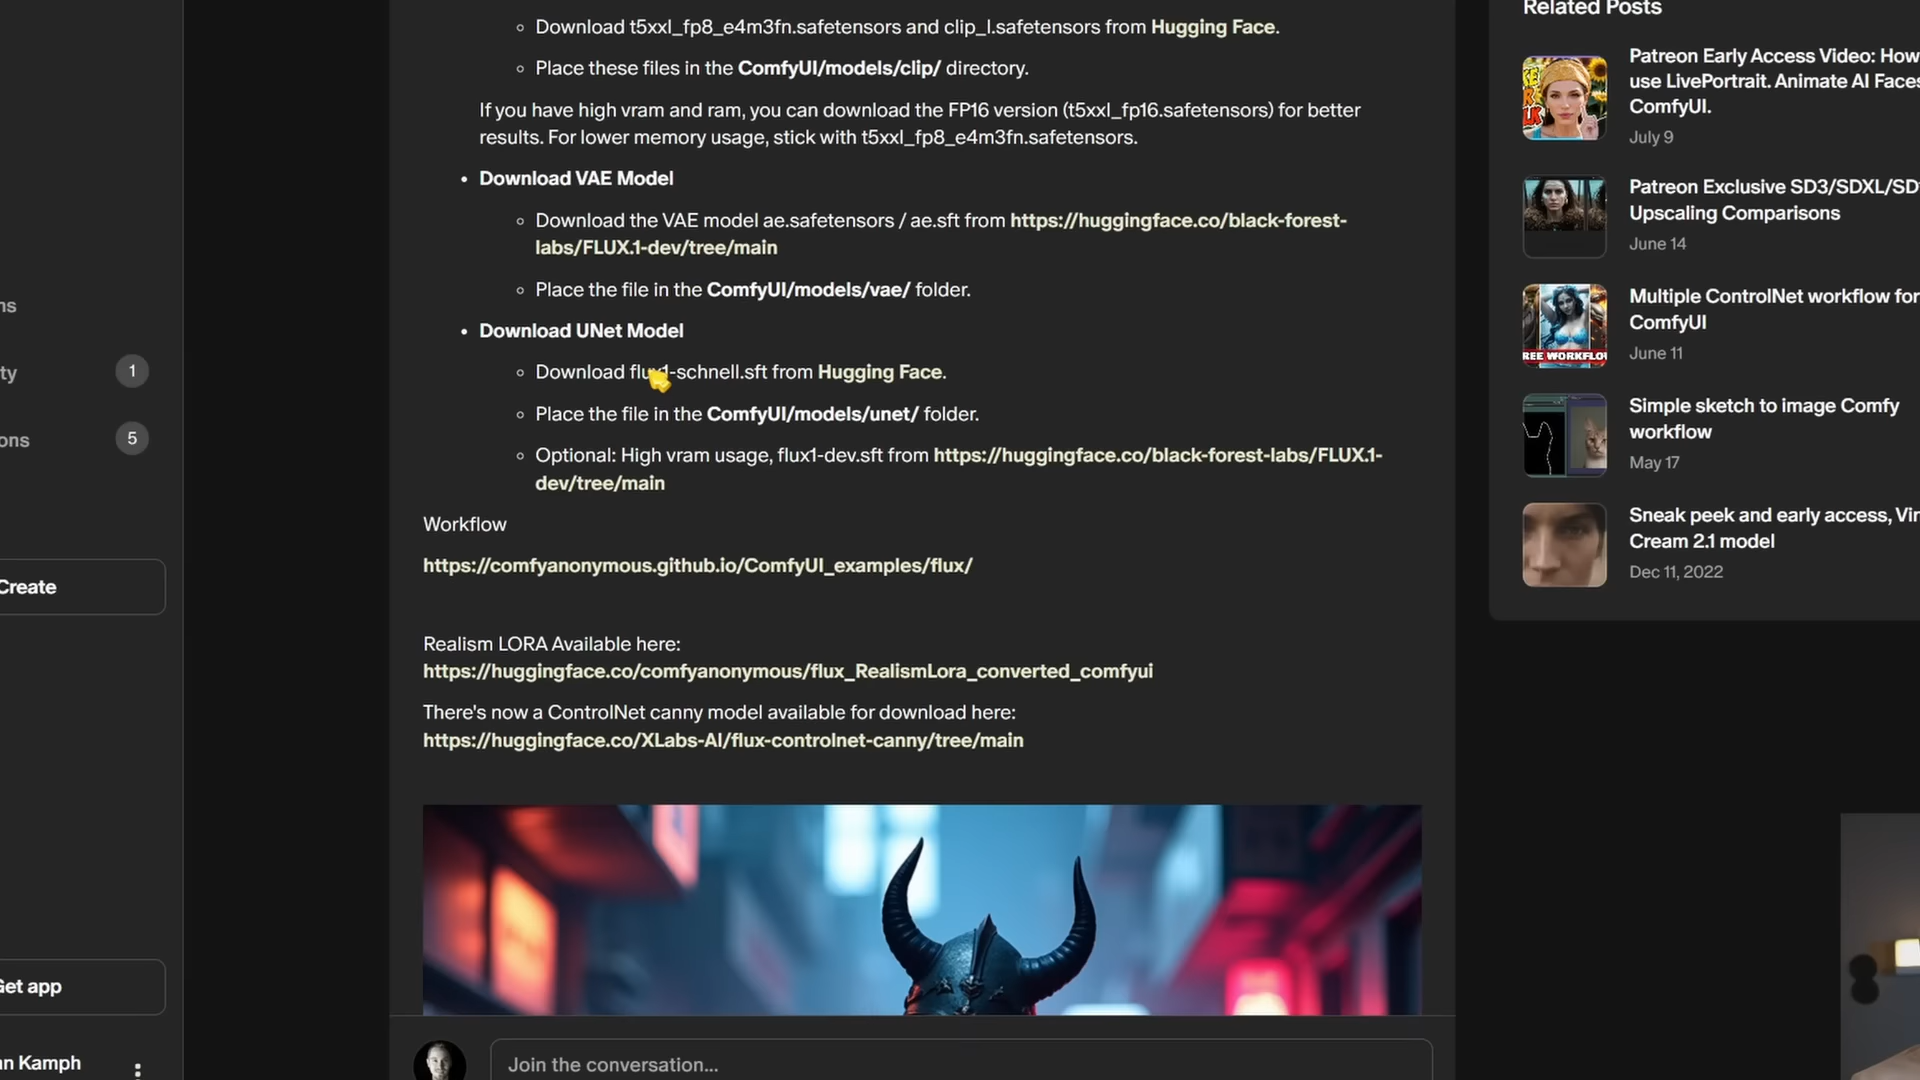 Download t5xxl_fp8_e4m3fn.safetensors and clip_l.safetensors from Hugging Face.
Place these files in the ComfyUI/models/clip/ directory.
If you have high vram and ram, you can download the FP16 version (t5xxl_fp16.safetensors) for better
results. For lower memory usage, stick with t5xxl_fp8_e4m3fn.safetensors.
Download VAE Model
Download the VAE model ae.safetensors / ae.sft from https://huggingface.co/black-forest-
labs/FLUX.1-dev/tree/main
Place the file in the ComfyUI/models/vae/ folder.
Download UNet Model
Download flux1-schnell.sft from Hugging Face.
Place the file in the ComfyUI/models/unet/ folder.
Optional: High vram usage, flux1-dev.sft from https://huggingface.co/black-forest-labs/FLUX.1-
dev/tree/main
Workflow
https://comfyanonymous.github.io/ComfyUI_examples/flux/
Realism LORA Available here:
https://huggingface.co/comfyanonymous/flux_RealismLora_converted_comfyui
There's now a ControlNet canny model available for download here:
https://huggingface.co/XLabs-AI/flux-controlnet-canny/tree/main
Join the conversation...
ns
ty 1
ons 5
Create
Get app
an Kamph
Related Posts
Patreon Early Access Video: How
use LivePortrait. Animate AI Faces
ComfyUI.
July 9
Patreon Exclusive SD3/SDXL/SD
Upscaling Comparisons
June 14
Multiple ControlNet workflow for
ComfyUI
June 11
REE WORKFLO
Simple sketch to image Comfy
workflow
May 17
Sneak peek and early access, Vin
Cream 2.1 model
Dec 11, 2022